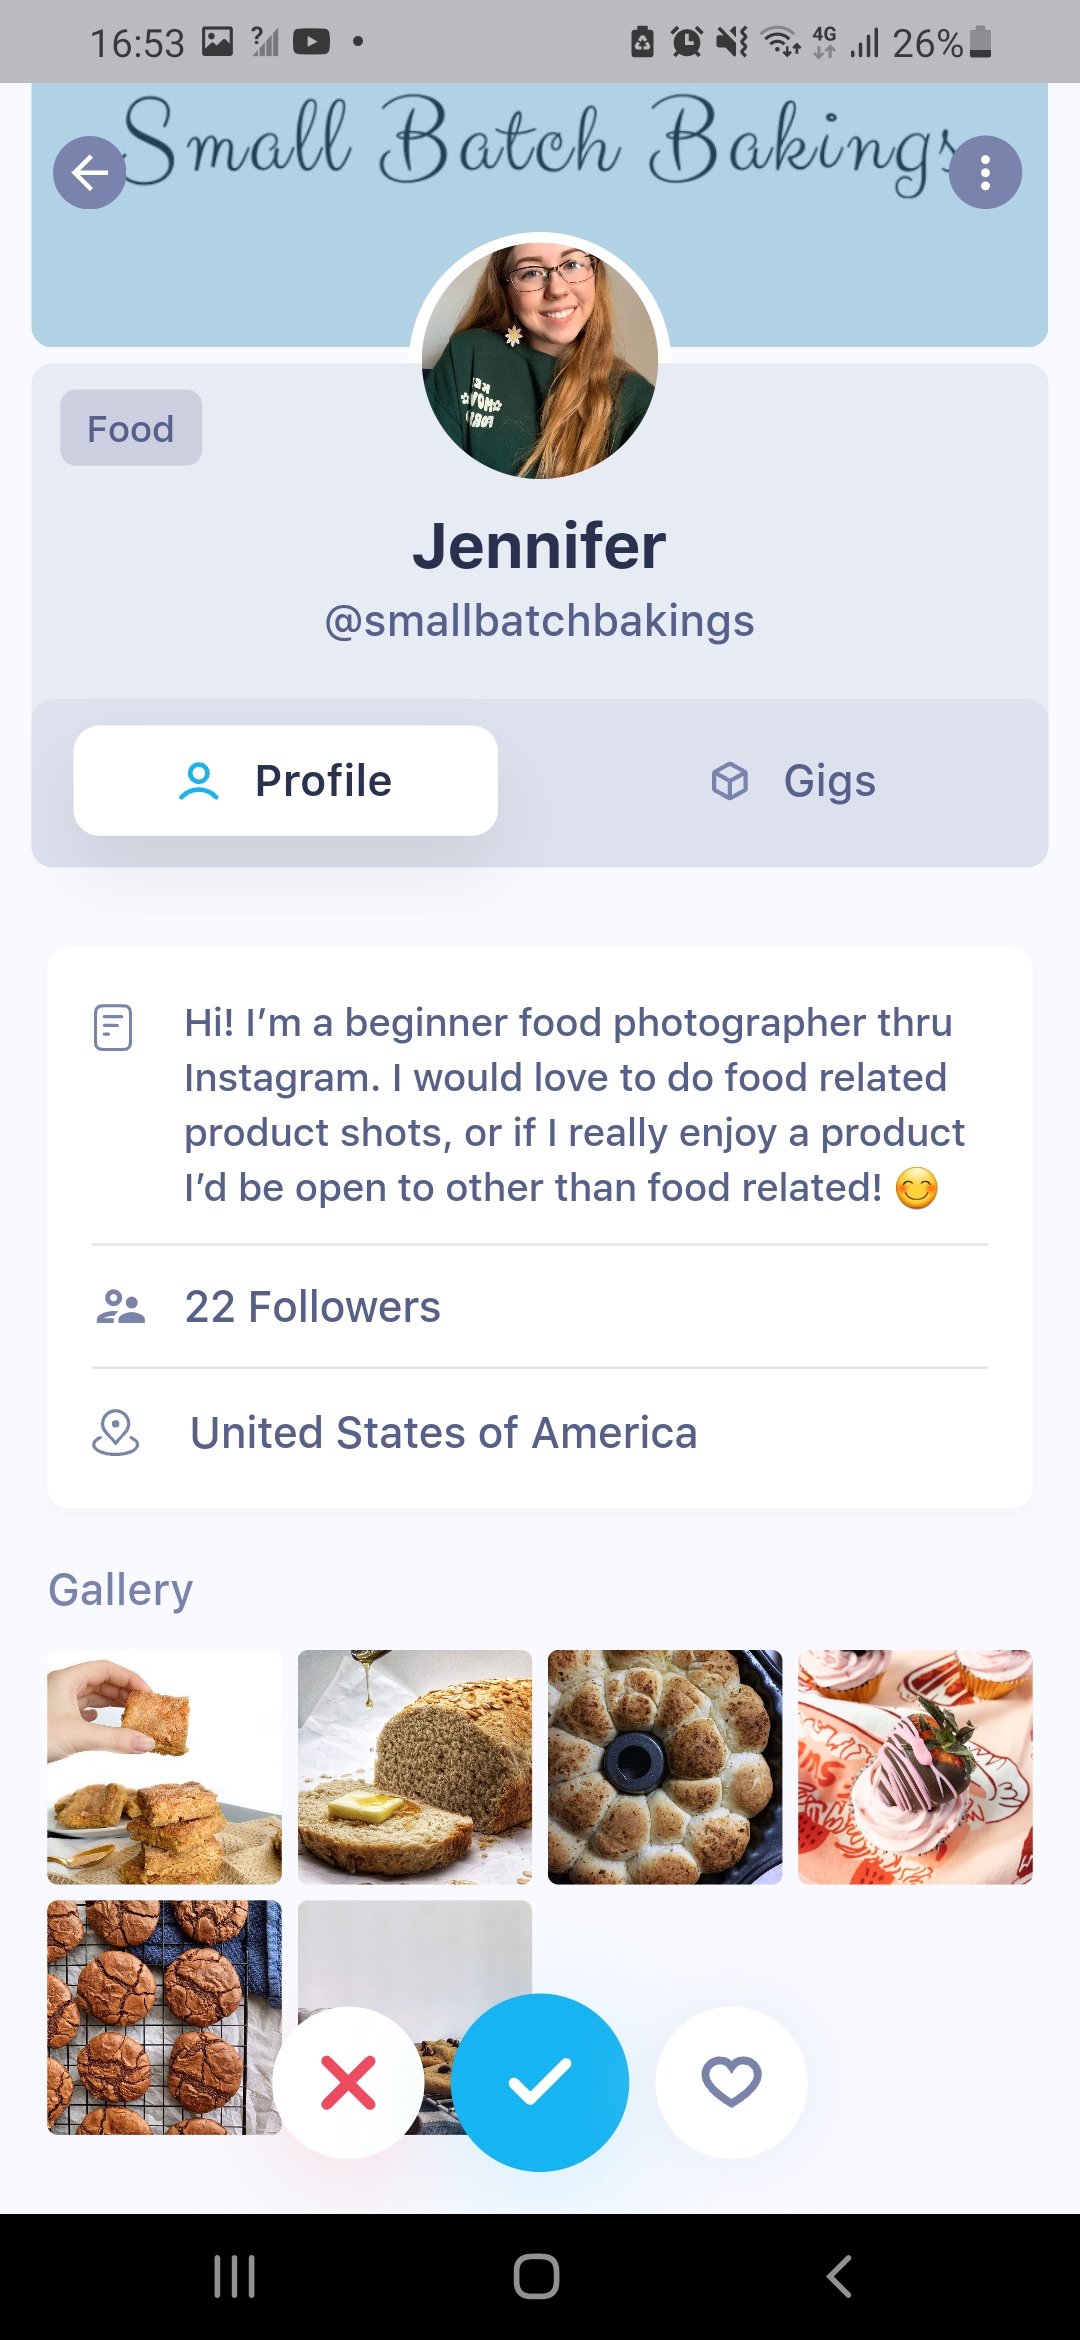 16:53
4G
26%
Small Batch Bakings
Food
Jennifer
@smallbatchbakings
Profile
Gigs
Hi! I’m a beginner food photographer thru
Instagram. I would love to do food related
product shots, or if I really enjoy a product
I’d be open to other than food related! 😊
22 Followers
United States of America
Gallery